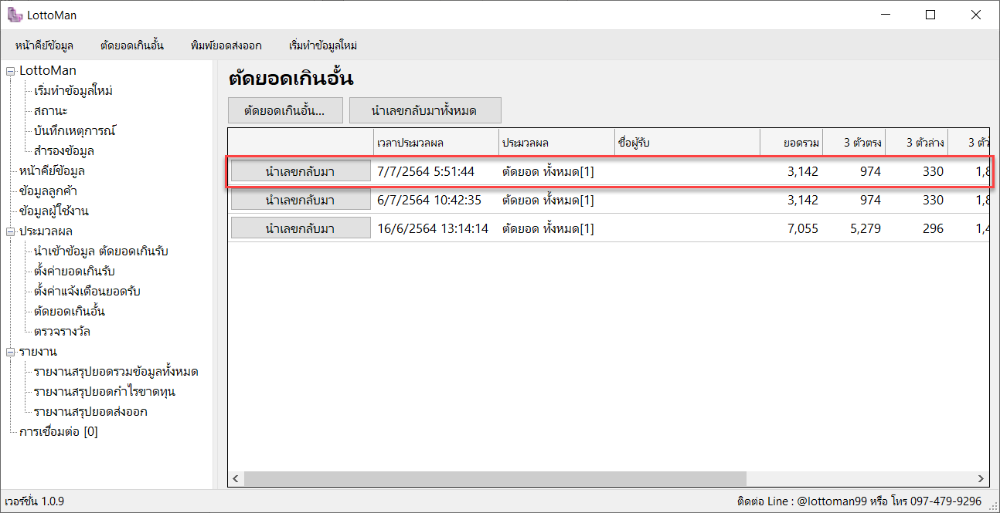 LottoMan
หน้าคีย์ข้อมูล ตัดยอดเกินอั้น พิมพ์ยอดส่งออก เริ่มทำข้อมูลใหม่
LottoMan
เริ่มทำข้อมูลใหม่
สถานะ
บันทึกเหตุการณ์
สำรองข้อมูล
หน้าคีย์ข้อมูล
ข้อมูลลูกค้า
ข้อมูลผู้ใช้งาน
ประมวลผล
นำเข้าข้อมูล ตัดยอดเกินรับ
ตั้งค่ายอดเกินรับ
ตั้งค่าแจ้งเตือนยอดรับ
ตัดยอดเกินอั้น
ตรวจรางวัล
รายงาน
รายงานสรุปยอดรวมข้อมูลทั้งหมด
รายงานสรุปยอดกำไรขาดทุน
รายงานสรุปยอดส่งออก
การเชื่อมต่อ [0]
ตัดยอดเกินอั้น
ตัดยอดเกินอั้น... นำเลขกลับมาทั้งหมด
เวลาประมวลผล ประมวลผล ชื่อผู้รับ ยอดรวม 3 ตัวตรง 3 ตัวล่าง 3 ตัว
นำเลขกลับมา 7/7/2564 5:51:44 ตัดยอด ทั้งหมด[1] 3,142 974 330 1,8
นำเลขกลับมา 6/7/2564 10:42:35 ตัดยอด ทั้งหมด[1] 3,142 974 330 1,8
นำเลขกลับมา 16/6/2564 13:14:14 ตัดยอด ทั้งหมด[1] 7,055 5,279 296 1,4
เวอร์ชั่น 1.0.9 ติดต่อ Line : @lottoman99 หรือ โทร 097-479-9296